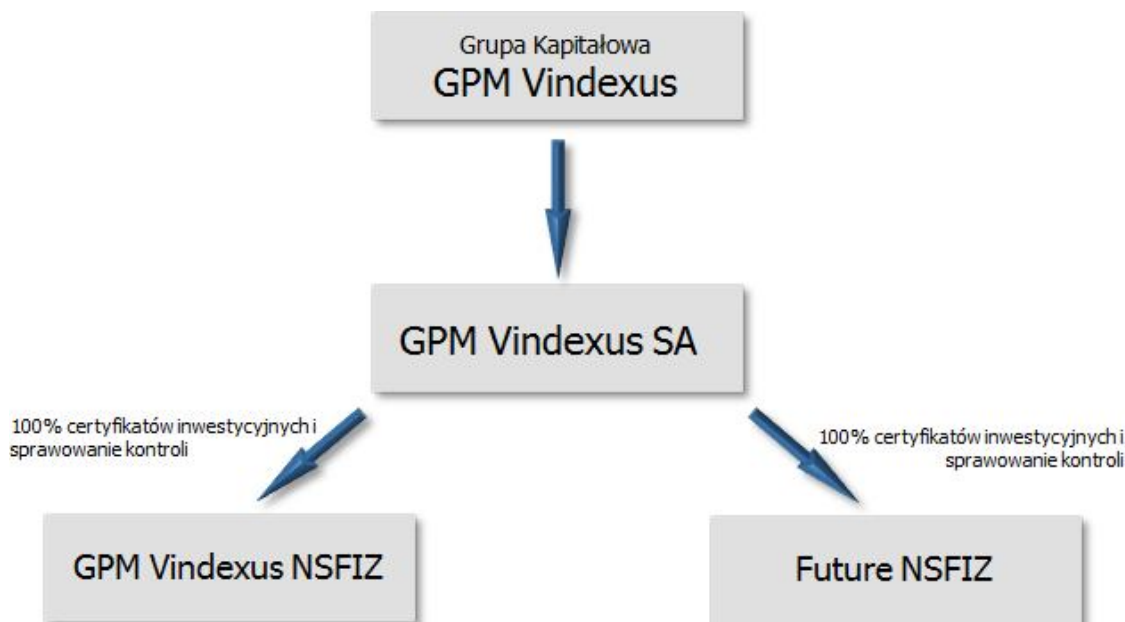 Grupa Kapitałowa
GPM Vindexus
GPM Vindexus SA
100% certyfikatów inwestycyjnych i
sprawowanie kontroli
100% certyfikatów inwestycyjnych i
sprawowanie kontroli
GPM Vindexus NSFIZ
Future NSFIZ